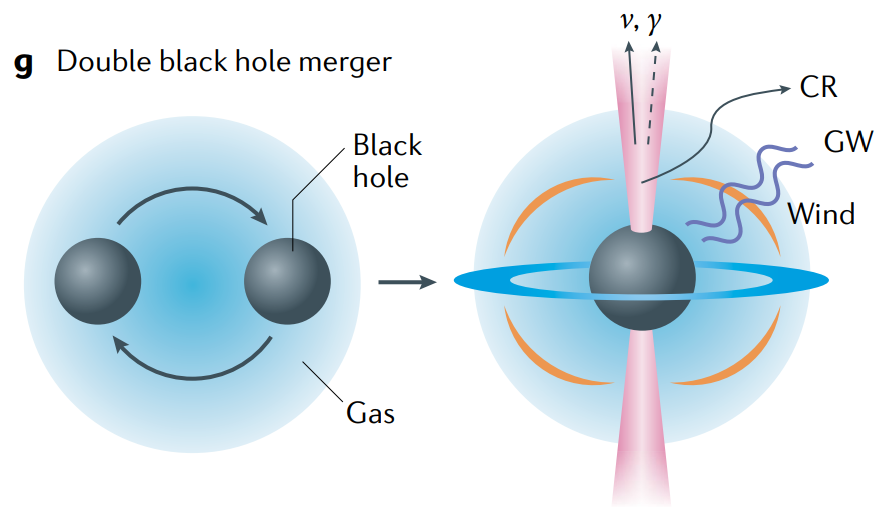 g Double black hole merger
Black
hole
Gas
ν, γ
CR
GW
Wind